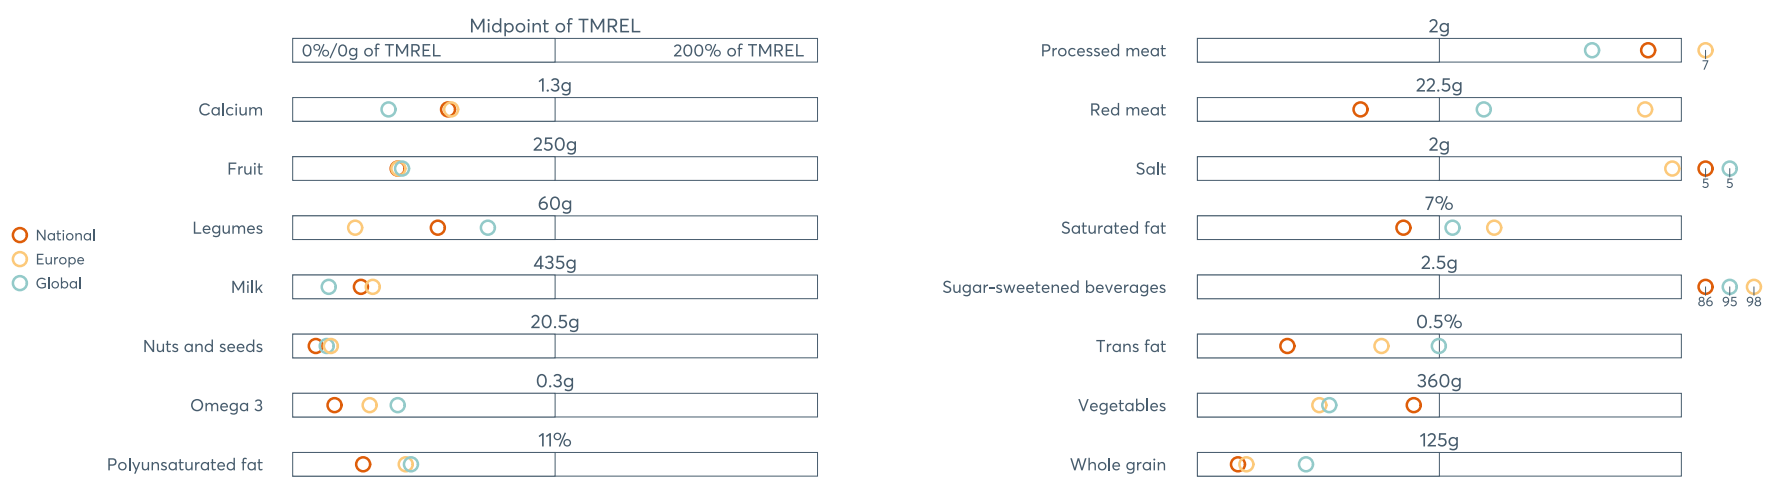 Midpoint of TMREL
0%/0g of TMREL
200% of TMREL
1.3g
Calcium
250g
Fruit
60g
Legumes
435g
Milk
20.5g
Nuts and seeds
0.3g
Omega 3
11%
Polyunsaturated fat
National
Europe
Global
2g
Processed meat
7
22.5g
Red meat
2g
Salt
5 5
7%
Saturated fat
2.5g
Sugar-sweetened beverages
86 95 98
0.5%
Trans fat
360g
Vegetables
125g
Whole grain